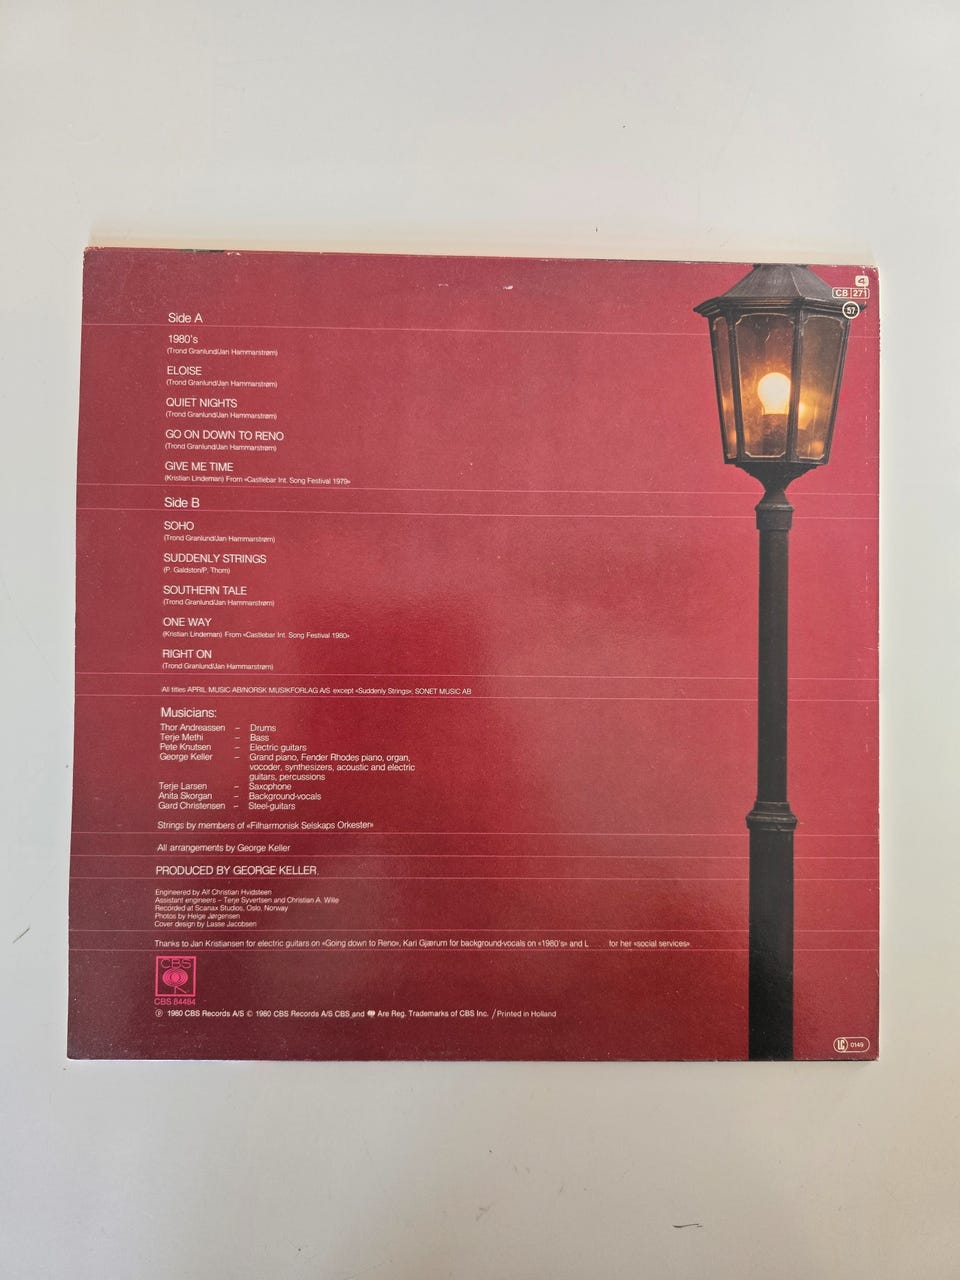 4
CB 271
57
Side A
1980's
(Trond Granlund/Jan Hammarstrøm)
ELOISE
(Trond Granlund/Jan Hammarstrøm)
QUIET NIGHTS
(Trond Granlund/Jan Hammarstrøm)
GO ON DOWN TO RENO
(Trond Granlund/Jan Hammarstrøm)
GIVE ME TIME
(Kristian Lindeman) From «Castlebar Int. Song Festival 1979»
Side B
SOHO
(Trond Granlund/Jan Hammarstrøm)
SUDDENLY STRINGS
(P. Galdston/P. Thom)
SOUTHERN TALE
(Trond Granlund/Jan Hammarstrøm)
ONE WAY
(Kristian Lindeman) From «Castlebar Int. Song Festival 1980»
RIGHT ON
(Trond Granlund/Jan Hammarstrøm)
All titles APRIL MUSIC AB/NORSK MUSIKFORLAG A/S except «Suddenly Strings»; SONET MUSIC AB
Musicians:
Thor Andreassen – Drums
Terje Methi – Bass
Pete Knutsen – Electric guitars
George Keller – Grand piano, Fender Rhodes piano, organ,
vocoder, synthesizers, acoustic and electric
guitars, percussions
Terje Larsen – Saxophone
Anita Skorgan – Background-vocals
Gard Christensen – Steel-guitars
Strings by members of «Filharmonisk Selskaps Orkester»
All arrangements by George Keller
PRODUCED BY GEORGE KELLER.
Engineered by Alf Christian Hvidsteen
Assistant engineers – Terje Syvertsen and Christian A. Wille
Recorded at Scanax Studios, Oslo, Norway
Photos by Helge Jørgensen
Cover design by Lasse Jacobsen
Thanks to Jan Kristiansen for electric guitars on «Going down to Reno», Kari Gjærum for background-vocals on «1980's» and L . . . for her «social services».
CBS
CBS 84484
℗ 1980 CBS Records A/S © 1980 CBS Records A/S CBS and Are Reg. Trademarks of CBS Inc. / Printed in Holland
LC 0149